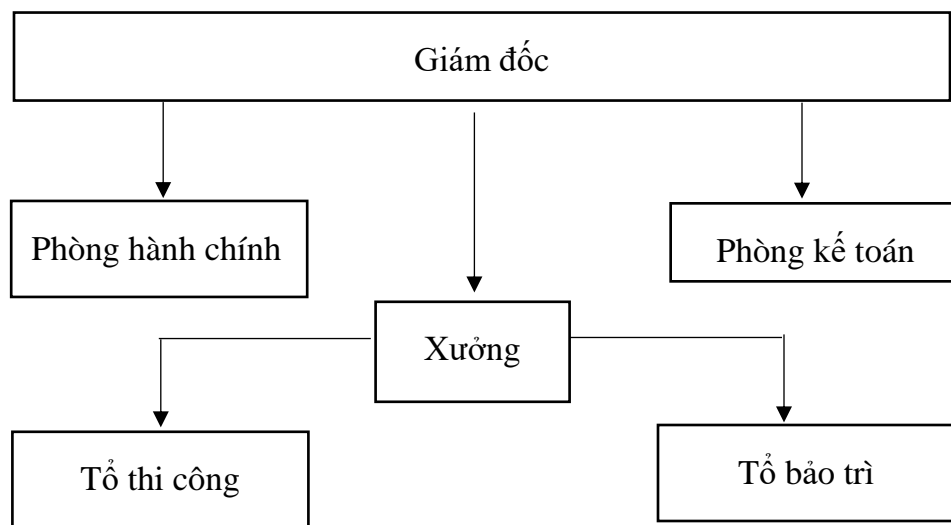 Giám đốc
Phòng hành chính
Phòng kế toán
Xưởng
Tổ thi công
Tổ bảo trì